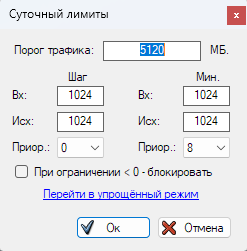 Суточный лимиты
Порог трафика: 5120 МБ.
Шаг Мин.
Вх: 1024 Вх: 1024
Исх: 1024 Исх: 1024
Приор.: 0 Приор.: 8
При ограничении < 0 - блокировать
Перейти в упрощённый режим
Ок Отмена